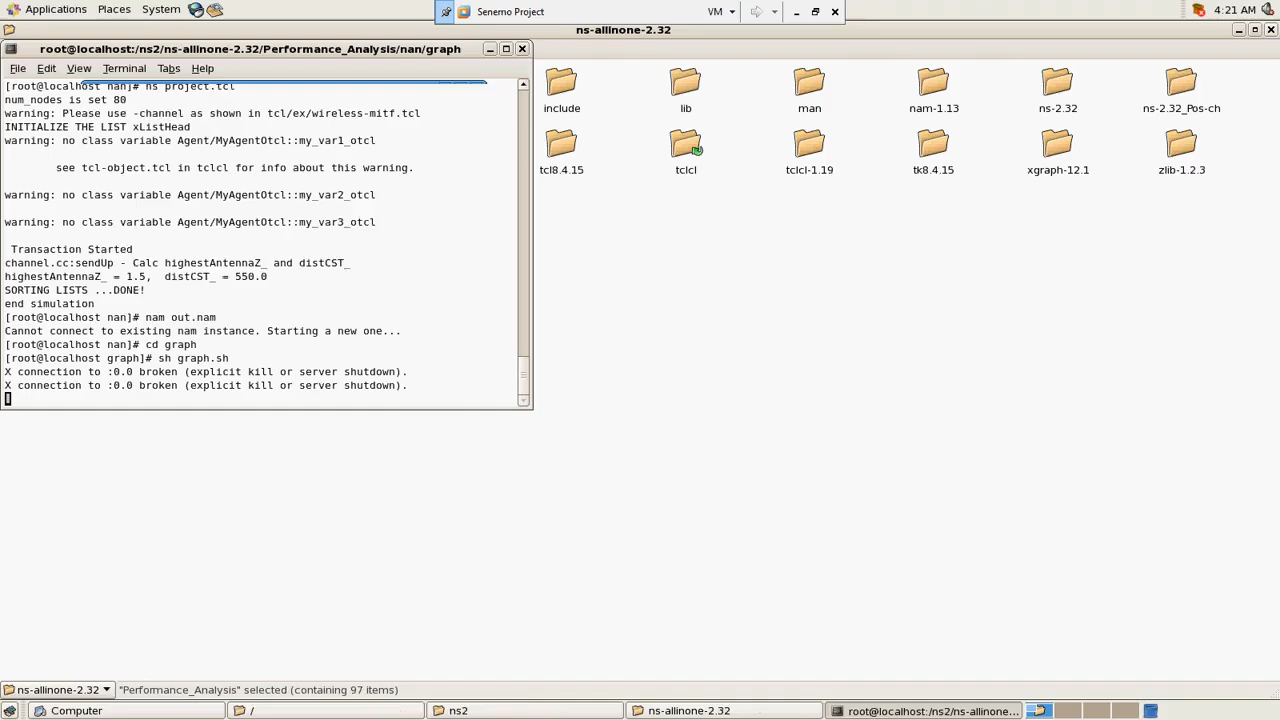 Applications Places System
Senemo Project
VM
4:21 AM
ns-allinone-2.32
root@localhost:/ns2/ns-allinone-2.32/Performance_Analysis/nan/graph
File Edit View Terminal Tabs Help
[root@localhost nan]# ns project.tcl
num_nodes is set 80
warning: Please use -channel as shown in tcl/ex/wireless-mitf.tcl
INITIALIZE THE LIST xListHead
warning: no class variable Agent/MyAgentOtcl::my_var1_otcl
see tcl-object.tcl in tclcl for info about this warning.
warning: no class variable Agent/MyAgentOtcl::my_var2_otcl
warning: no class variable Agent/MyAgentOtcl::my_var3_otcl
Transaction Started
channel.cc:sendUp - Calc highestAntennaZ_ and distCST_
highestAntennaZ_ = 1.5, distCST_ = 550.0
SORTING LISTS ...DONE!
end simulation
[root@localhost nan]# nam out.nam
Cannot connect to existing nam instance. Starting a new one...
[root@localhost nan]# cd graph
[root@localhost graph]# sh graph.sh
X connection to :0.0 broken (explicit kill or server shutdown).
X connection to :0.0 broken (explicit kill or server shutdown).
include lib man nam-1.13 ns-2.32 ns-2.32_Pos-ch
tcl8.4.15 tclcl tclcl-1.19 tk8.4.15 xgraph-12.1 zlib-1.2.3
ns-allinone-2.32 "Performance_Analysis" selected (containing 97 items)
Computer / ns2 ns-allinone-2.32 root@localhost:/ns2/ns-allinone...